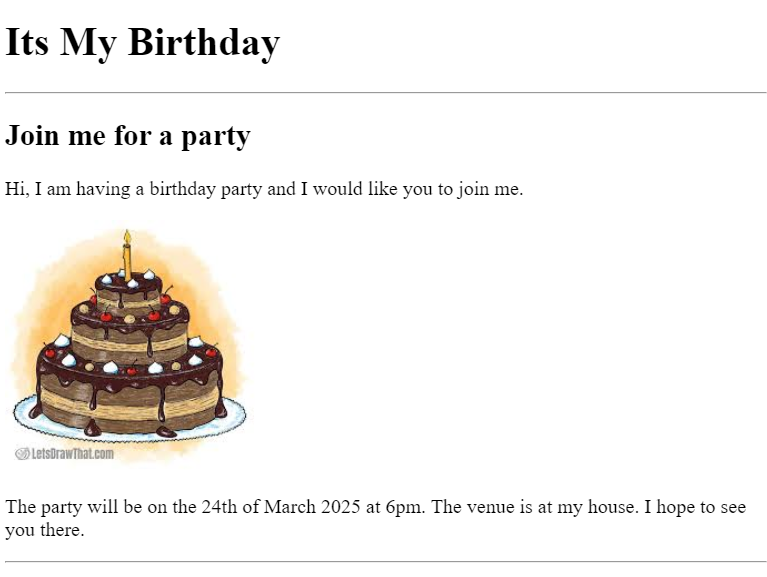 Its My Birthday
Join me for a party
Hi, I am having a birthday party and I would like you to join me.
LetsDrawThat.com
The party will be on the 24th of March 2025 at 6pm. The venue is at my house. I hope to see
you there.